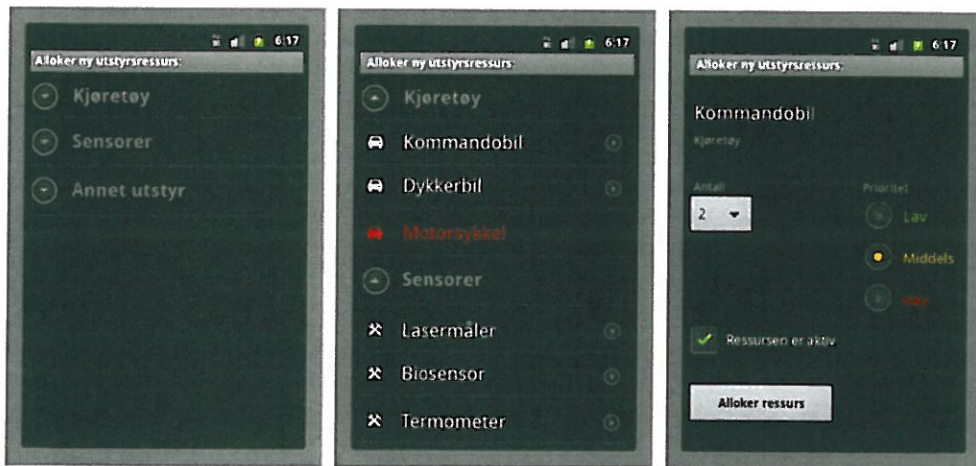 6:17
Alloker ny utstyrsressurs:
Kjøretøy
Sensorer
Annet utstyr
6:17
Alloker ny utstyrsressurs:
Kjøretøy
Kommandobil
Dykkerbil
Motorsykkel
Sensorer
Lasermåler
Biosensor
Termometer
6:17
Alloker ny utstyrsressurs:
Kommandobil
Kjøretøy
Antall
Prioritet
2
Lav
Middels
Høy
Ressursen er aktiv
Alloker ressurs